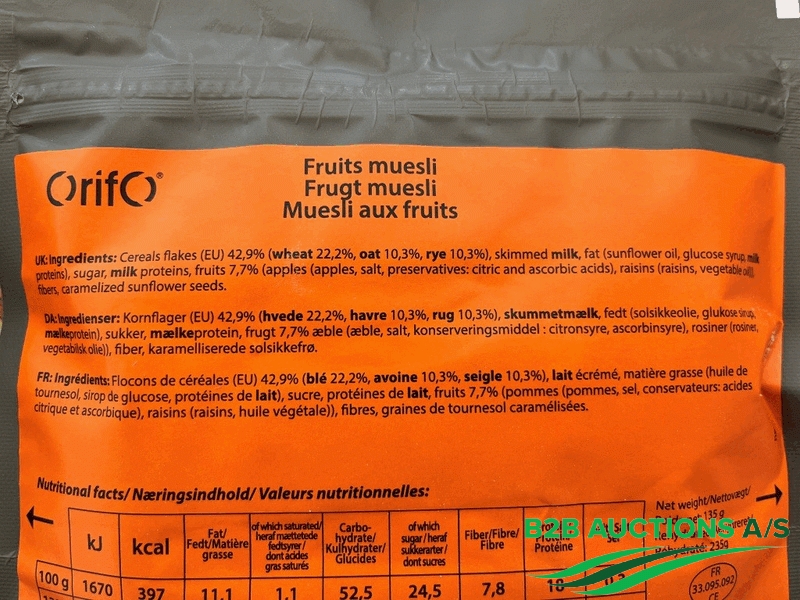 OrifO®
Fruits muesli
Frugt muesli
Muesli aux fruits
UK: Ingredients: Cereals flakes (EU) 42,9% (wheat 22,2%, oat 10,3%, rye 10,3%), skimmed milk, fat (sunflower oil, glucose syrup, milk
proteins), sugar, milk proteins, fruits 7,7% (apples (apples, salt, preservatives: citric and ascorbic acids), raisins (raisins, vegetable oil)),
fibers, caramelized sunflower seeds.
DA: Ingredienser: Kornflager (EU) 42,9% (hvede 22,2%, havre 10,3%, rug 10,3%), skummetmælk, fedt (solsikkeolie, glukose sirup,
mælkeprotein), sukker, mælkeprotein, frugt 7,7% æble (æble, salt, konserveringsmiddel : citronsyre, ascorbinsyre), rosiner (rosiner,
vegetabilsk olie)), fiber, karamelliserede solsikkefrø.
FR: Ingrédients: Flocons de céréales (EU) 42,9% (blé 22,2%, avoine 10,3%, seigle 10,3%), lait écrémé, matière grasse (huile de
tournesol, sirop de glucose, protéines de lait), sucre, protéines de lait, fruits 7,7% (pommes (pommes, sel, conservateurs: acides
citrique et ascorbique), raisins (raisins, huile végétale)), fibres, graines de tournesol caramélisées.
Nutritional facts/ Næringsindhold/ Valeurs nutritionnelles:
kJ kcal Fat/ Fedt/Matière grasse of which saturated/ heraf mættetede fedtsyrer/ dont acides gras saturés Carbo- hydrate/ Kulhydrater/ Glucides of which sugar/heraf sukkerarter/ dont sucres Fiber/Fibre/ Fibre Protéine
100 g 1670 397 11,1 1,1 52,5 24,5 7,8 18
Net weight/Nettovægt/
135 g
Réhydraté: 235g
FR
33.095.092
CE
B2B AUCTIONS A/S